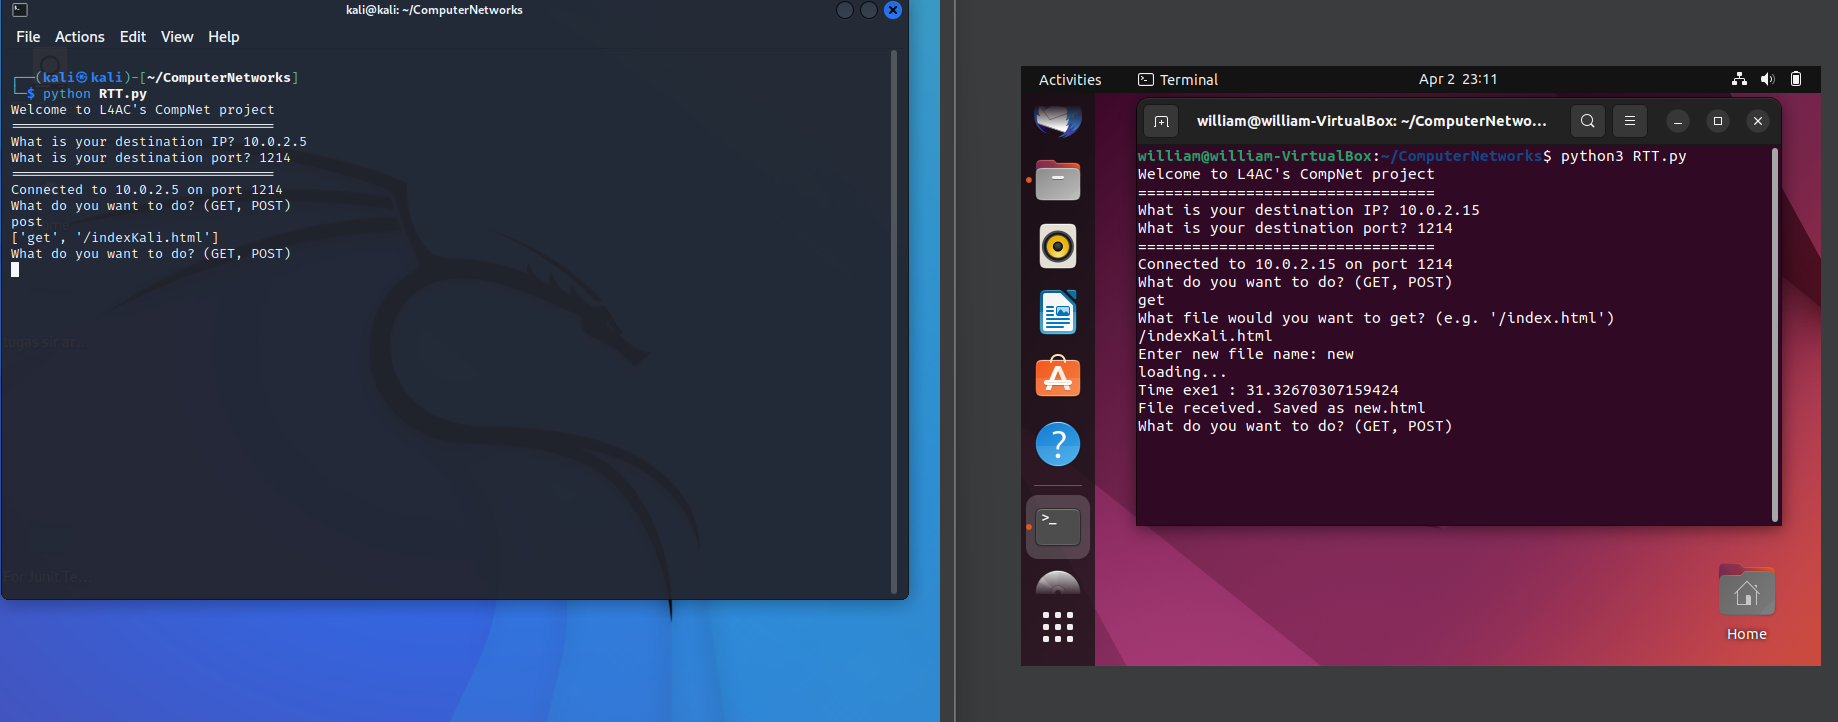 kali@kali: ~/ComputerNetworks
File Actions Edit View Help
(kali㉿kali)-[~/ComputerNetworks]
$ python RTT.py
Welcome to L4AC's CompNet project
=================================
What is your destination IP? 10.0.2.5
What is your destination port? 1214
=================================
Connected to 10.0.2.5 on port 1214
What do you want to do? (GET, POST)
post
['get', '/indexKali.html']
What do you want to do? (GET, POST)
tugas sir ar
For Junit Te...
Activities
Terminal
Apr 2 23:11
william@william-VirtualBox: ~/ComputerNetwo...
william@william-VirtualBox:~/ComputerNetworks$ python3 RTT.py
Welcome to L4AC's CompNet project
=================================
What is your destination IP? 10.0.2.15
What is your destination port? 1214
=================================
Connected to 10.0.2.15 on port 1214
What do you want to do? (GET, POST)
get
What file would you want to get? (e.g. '/index.html')
/indexKali.html
Enter new file name: new
loading...
Time exe1 : 31.32670307159424
File received. Saved as new.html
What do you want to do? (GET, POST)
Home